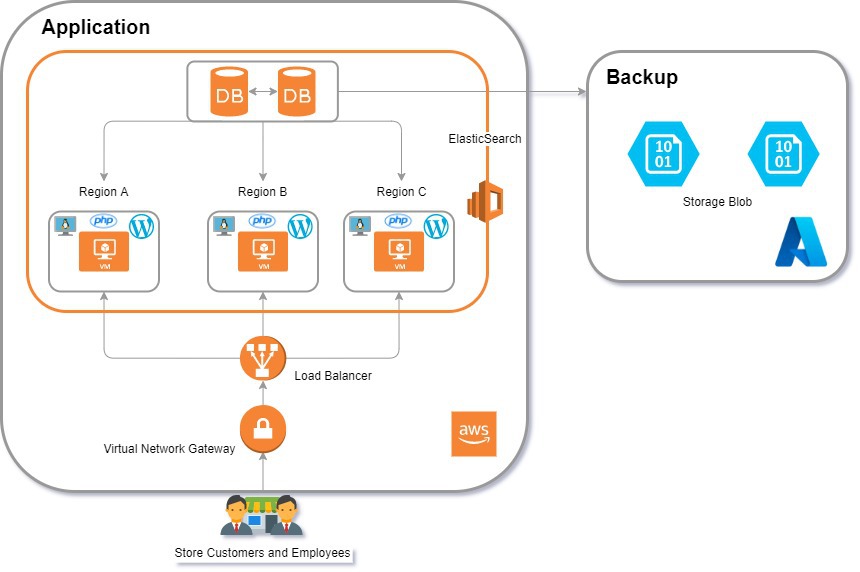 Application
Backup
DB DB
10
01
10
01
ElasticSearch
Region A
Region B
Region C
Storage Blob
php
php
php
VM
VM
VM
Load Balancer
aws
Virtual Network Gateway
Store Customers and Employees